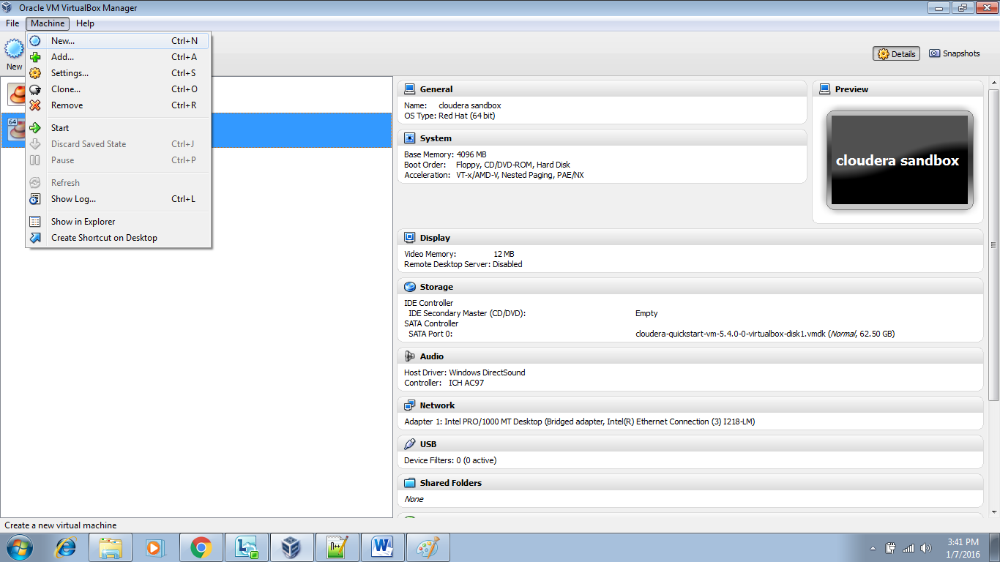 Oracle VM VirtualBox Manager
File Machine Help
New... Ctrl+N
Add... Ctrl+A
Settings... Ctrl+S
Clone... Ctrl+O
Remove Ctrl+R
Start
Discard Saved State Ctrl+J
Pause Ctrl+P
Refresh
Show Log... Ctrl+L
Show in Explorer
Create Shortcut on Desktop
New
64
Details Snapshots
General
Name: cloudera sandbox
OS Type: Red Hat (64 bit)
System
Base Memory: 4096 MB
Boot Order: Floppy, CD/DVD-ROM, Hard Disk
Acceleration: VT-x/AMD-V, Nested Paging, PAE/NX
Preview
cloudera sandbox
Display
Video Memory: 12 MB
Remote Desktop Server: Disabled
Storage
IDE Controller
IDE Secondary Master (CD/DVD): Empty
SATA Controller
SATA Port 0: cloudera-quickstart-vm-5.4.0-0-virtualbox-disk1.vmdk (Normal, 62.50 GB)
Audio
Host Driver: Windows DirectSound
Controller: ICH AC97
Network
Adapter 1: Intel PRO/1000 MT Desktop (Bridged adapter, Intel(R) Ethernet Connection (3) I218-LM)
USB
Device Filters: 0 (0 active)
Shared Folders
None
Create a new virtual machine
3:41 PM
1/7/2016